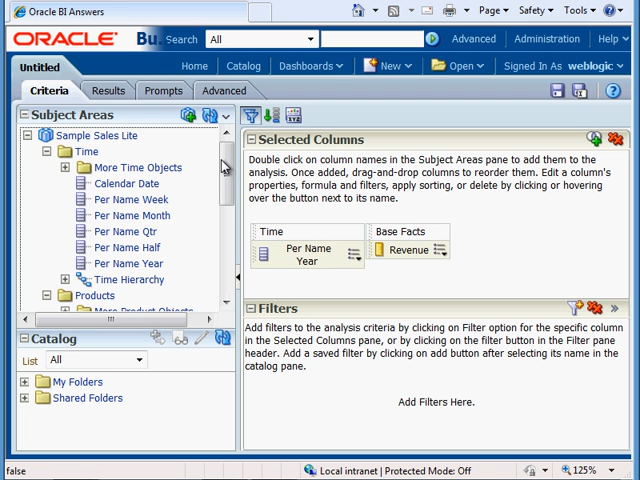 Oracle BI Answers
Page
Safety
Tools
ORACLE
Bu.
Search
All
Advanced
Administration
Help
Untitled
Home
Catalog
Dashboards
New
Open
Signed In As weblogic
Criteria
Results
Prompts
Advanced
Subject Areas
Sample Sales Lite
Time
More Time Objects
Calendar Date
Per Name Week
Per Name Month
Per Name Qtr
Per Name Half
Per Name Year
Time Hierarchy
Products
More Product Objects
Catalog
List
All
My Folders
Shared Folders
Selected Columns
Double click on column names in the Subject Areas pane to add them to the
analysis. Once added, drag-and-drop columns to reorder them. Edit a column's
properties, formula and filters, apply sorting, or delete by clicking or hovering
over the button next to its name.
Time
Per Name
Year
Base Facts
Revenue
Filters
Add filters to the analysis criteria by clicking on Filter option for the specific column
in the Selected Columns pane, or by clicking on the filter button in the Filter pane
header. Add a saved filter by clicking on add button after selecting its name in the
catalog pane.
Add Filters Here.
false
Local intranet | Protected Mode: Off
125%